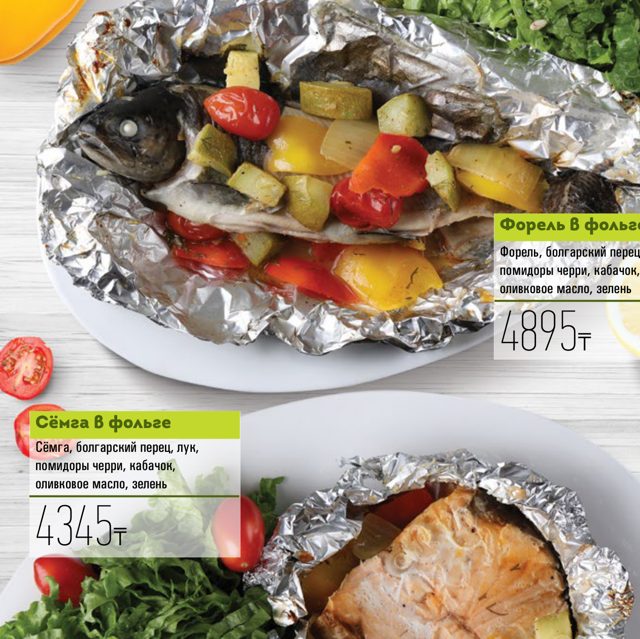 Форель в фольге
Форель, болгарский перец
помидоры черри, кабачок,
оливковое масло, зелень
4895₸
Сёмга в фольге
Сёмга, болгарский перец, лук,
помидоры черри, кабачок,
оливковое масло, зелень
4345₸